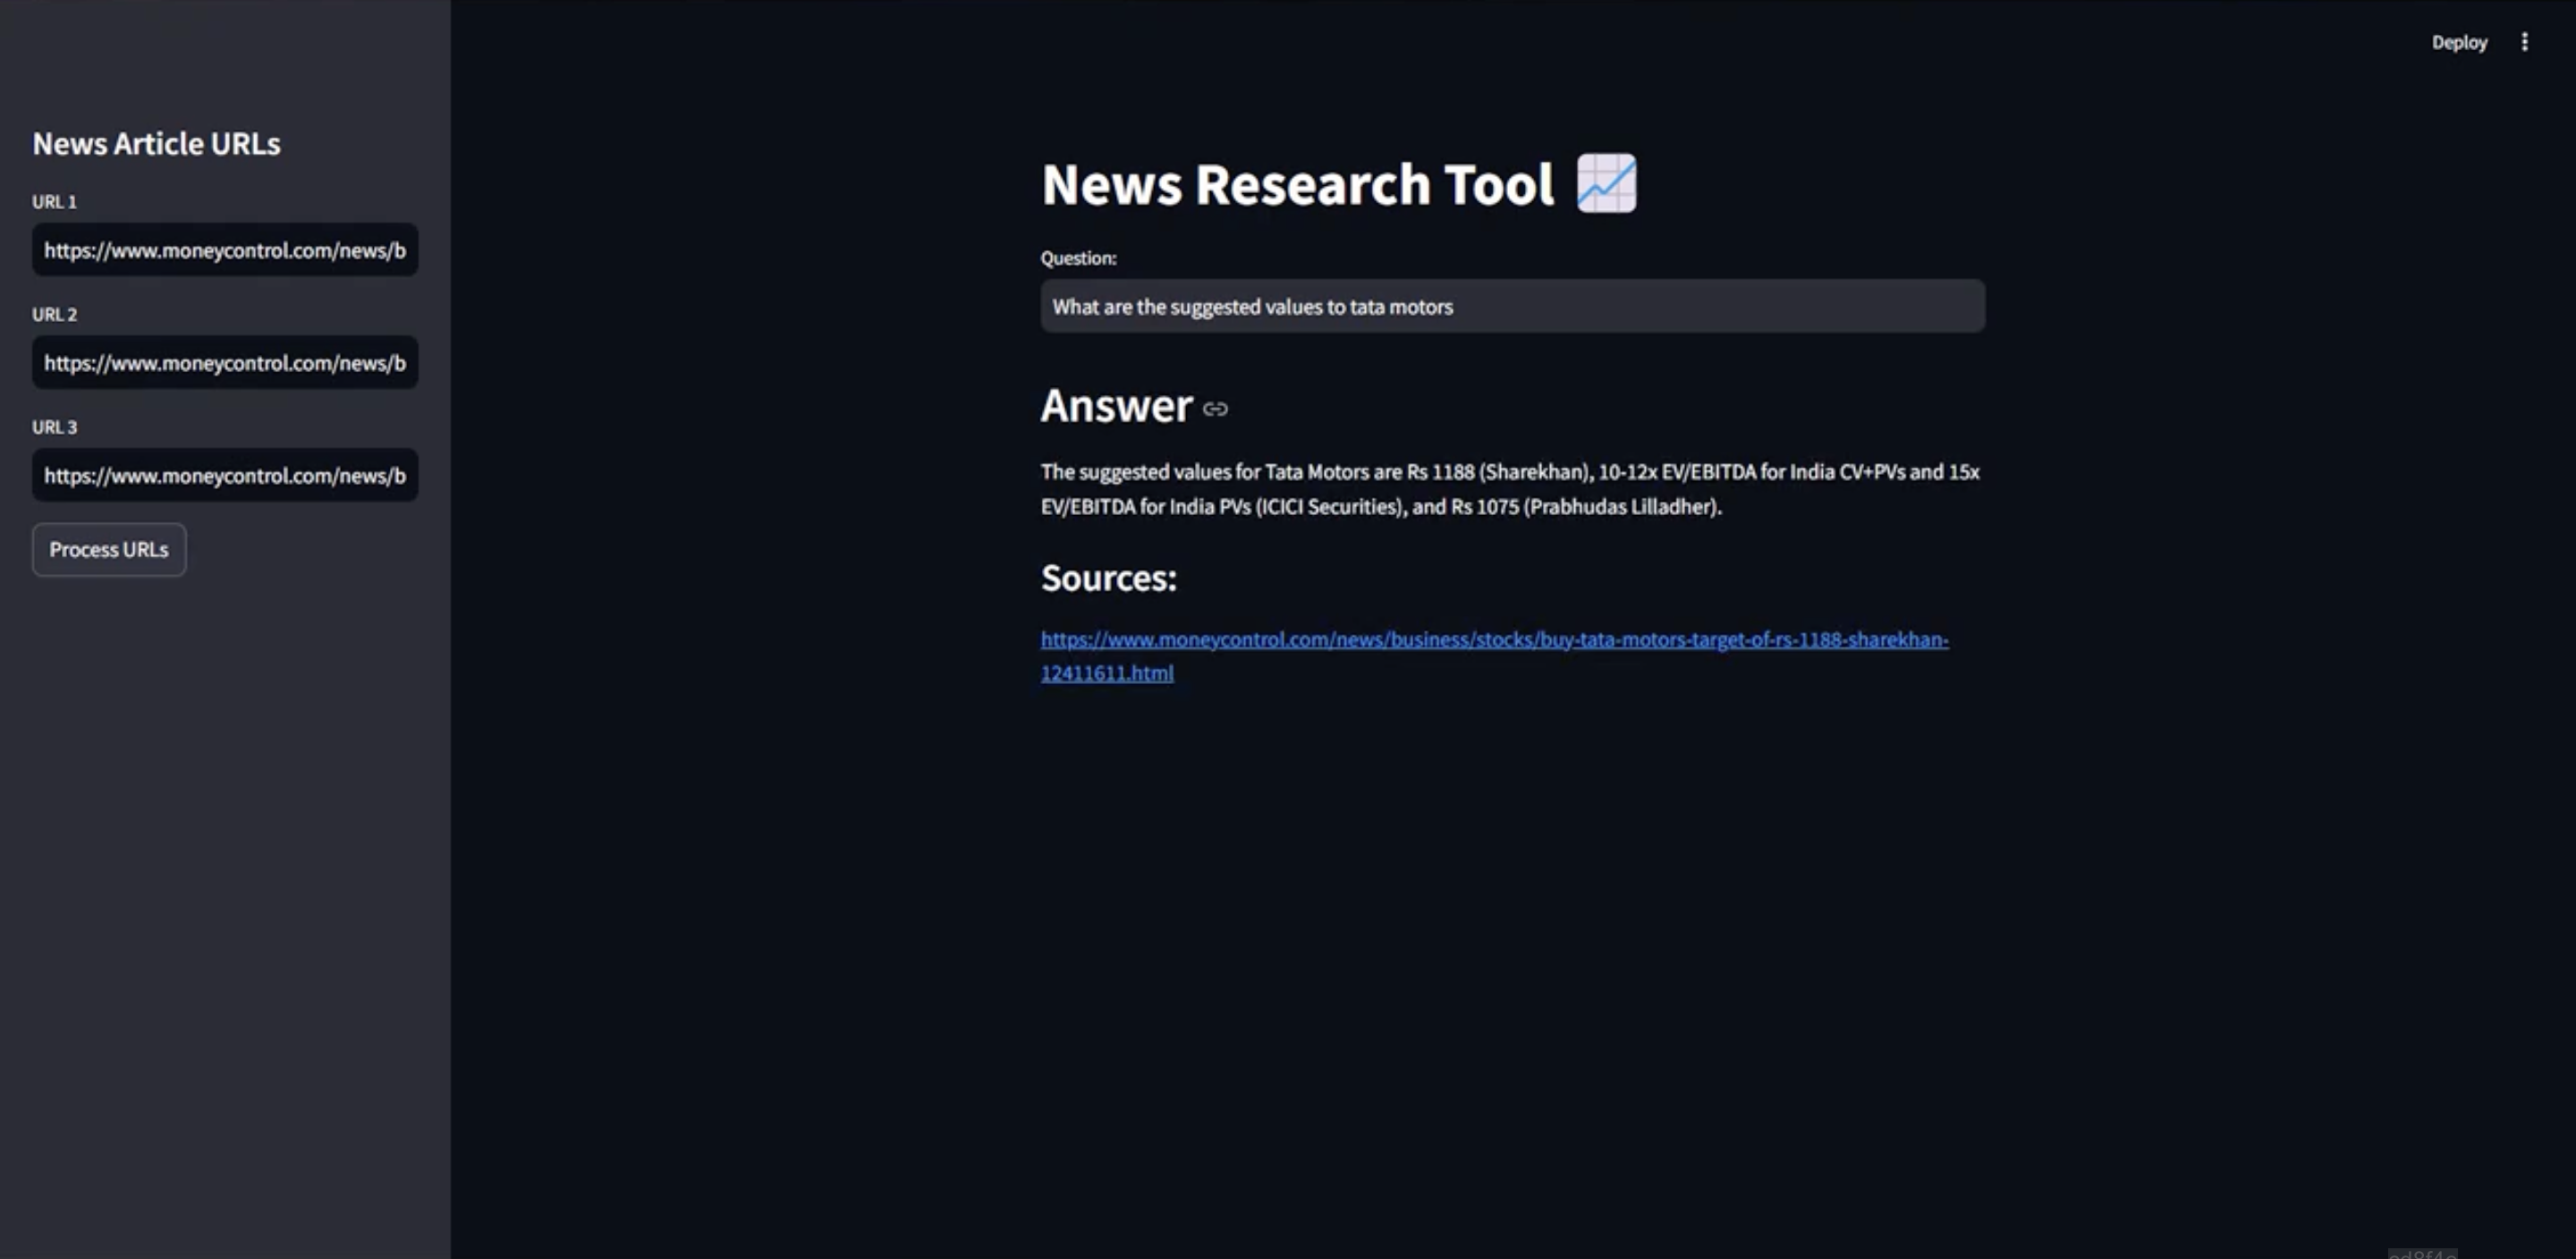 Deploy
News Article URLs
URL 1
https://www.moneycontrol.com/news/b
URL 2
https://www.moneycontrol.com/news/b
URL 3
https://www.moneycontrol.com/news/b
Process URLs
News Research Tool
Question:
What are the suggested values to tata motors
Answer
The suggested values for Tata Motors are Rs 1188 (Sharekhan), 10-12x EV/EBITDA for India CV+PVs and 15x
EV/EBITDA for India PVs (ICICI Securities), and Rs 1075 (Prabhudas Lilladher).
Sources:
https://www.moneycontrol.com/news/business/stocks/buy-tata-motors-target-of-rs-1188-sharekhan-
12411611.html